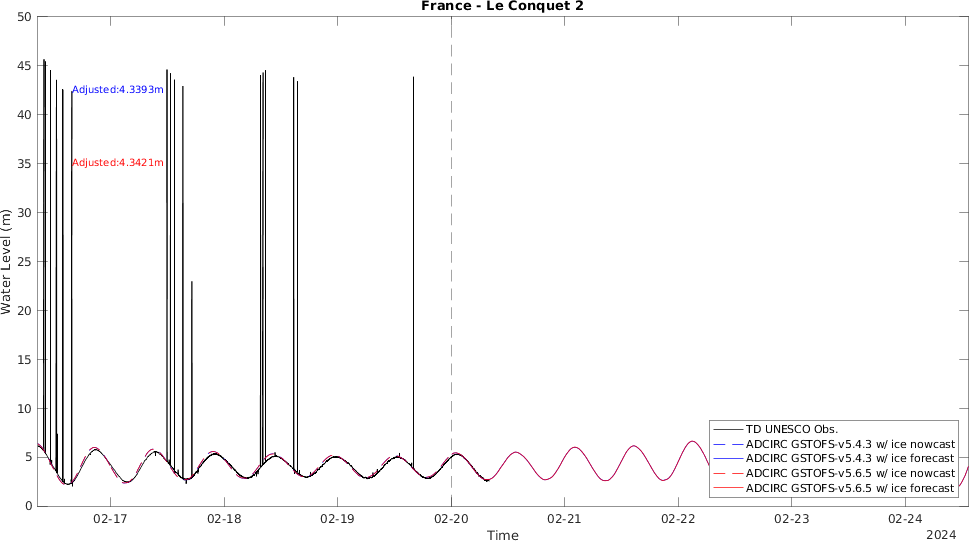 France - Le Conquet 2
50
45
40
35
30
25
20
15
10
5
0
Water Level (m)
Adjusted:4.3393m
Adjusted:4.3421m
TD UNESCO Obs.
ADCIRC GSTOFS-v5.4.3 w/ ice nowcast
ADCIRC GSTOFS-v5.4.3 w/ ice forecast
ADCIRC GSTOFS-v5.6.5 w/ ice nowcast
ADCIRC GSTOFS-v5.6.5 w/ ice forecast
02-17 02-18 02-19 02-20 02-21 02-22 02-23 02-24
Time
2024